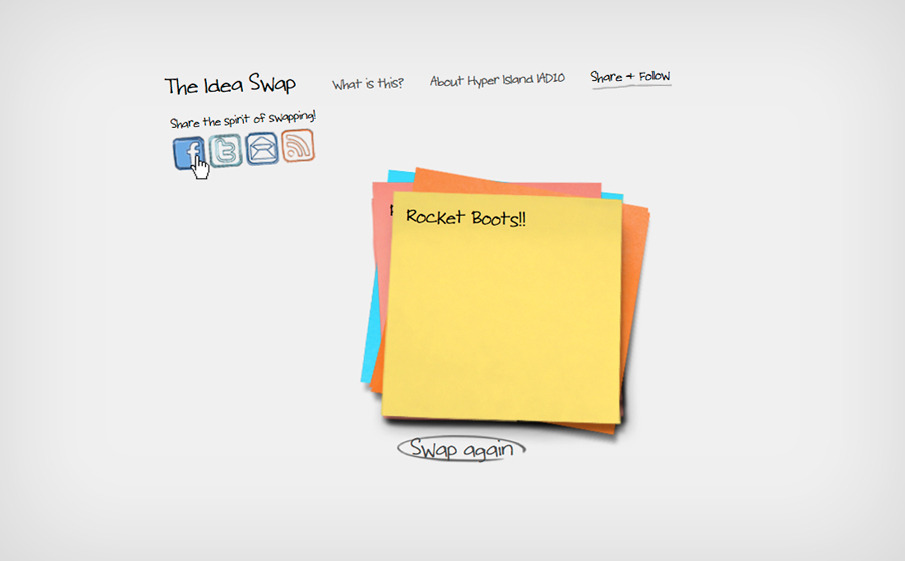 The Idea Swap
What is this?
About Hyper Island IAD10
Share + Follow
Share the spirit of swapping!
Rocket Boots!!
Swap again